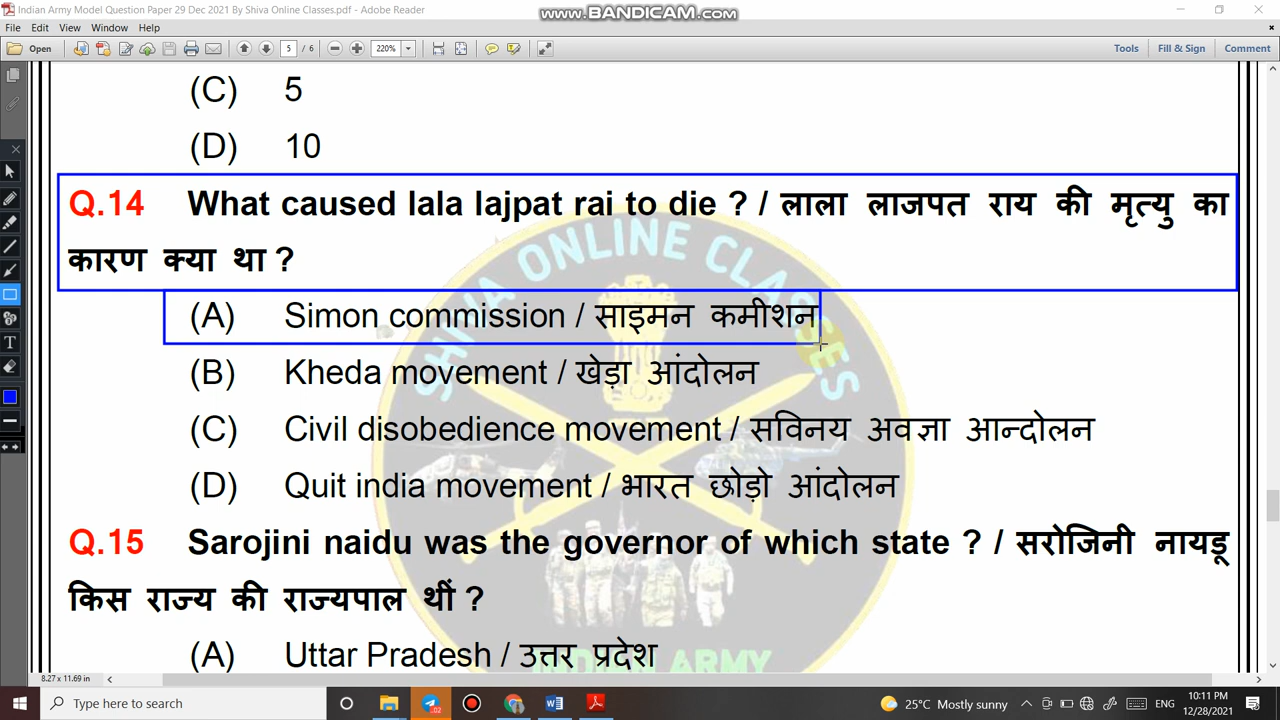 Indian Army Model Question Paper 29 Dec 2021 By Shiva Online Classes.pdf - Adobe Reader
www.BANDICAM.com
File Edit View Window Help
Open 5 / 6 220% Tools Fill & Sign Comment
(C) 5
(D) 10
Q.14 What caused lala lajpat rai to die ? / लाला लाजपत राय की मृत्यु का
कारण क्या था ?
(A) Simon commission / साइमन कमीशन
(B) Kheda movement / खेड़ा आंदोलन
(C) Civil disobedience movement / सविनय अवज्ञा आन्दोलन
(D) Quit india movement / भारत छोड़ो आंदोलन
Q.15 Sarojini naidu was the governor of which state ? / सरोजिनी नायडू
किस राज्य की राज्यपाल थीं ?
(A) Uttar Pradesh / उत्तर प्रदेश
SHIVA ONLINE CLASSES
INDIAN ARMY
8.27 x 11.69 in
Type here to search 25°C Mostly sunny ENG 10:11 PM
12/28/2021